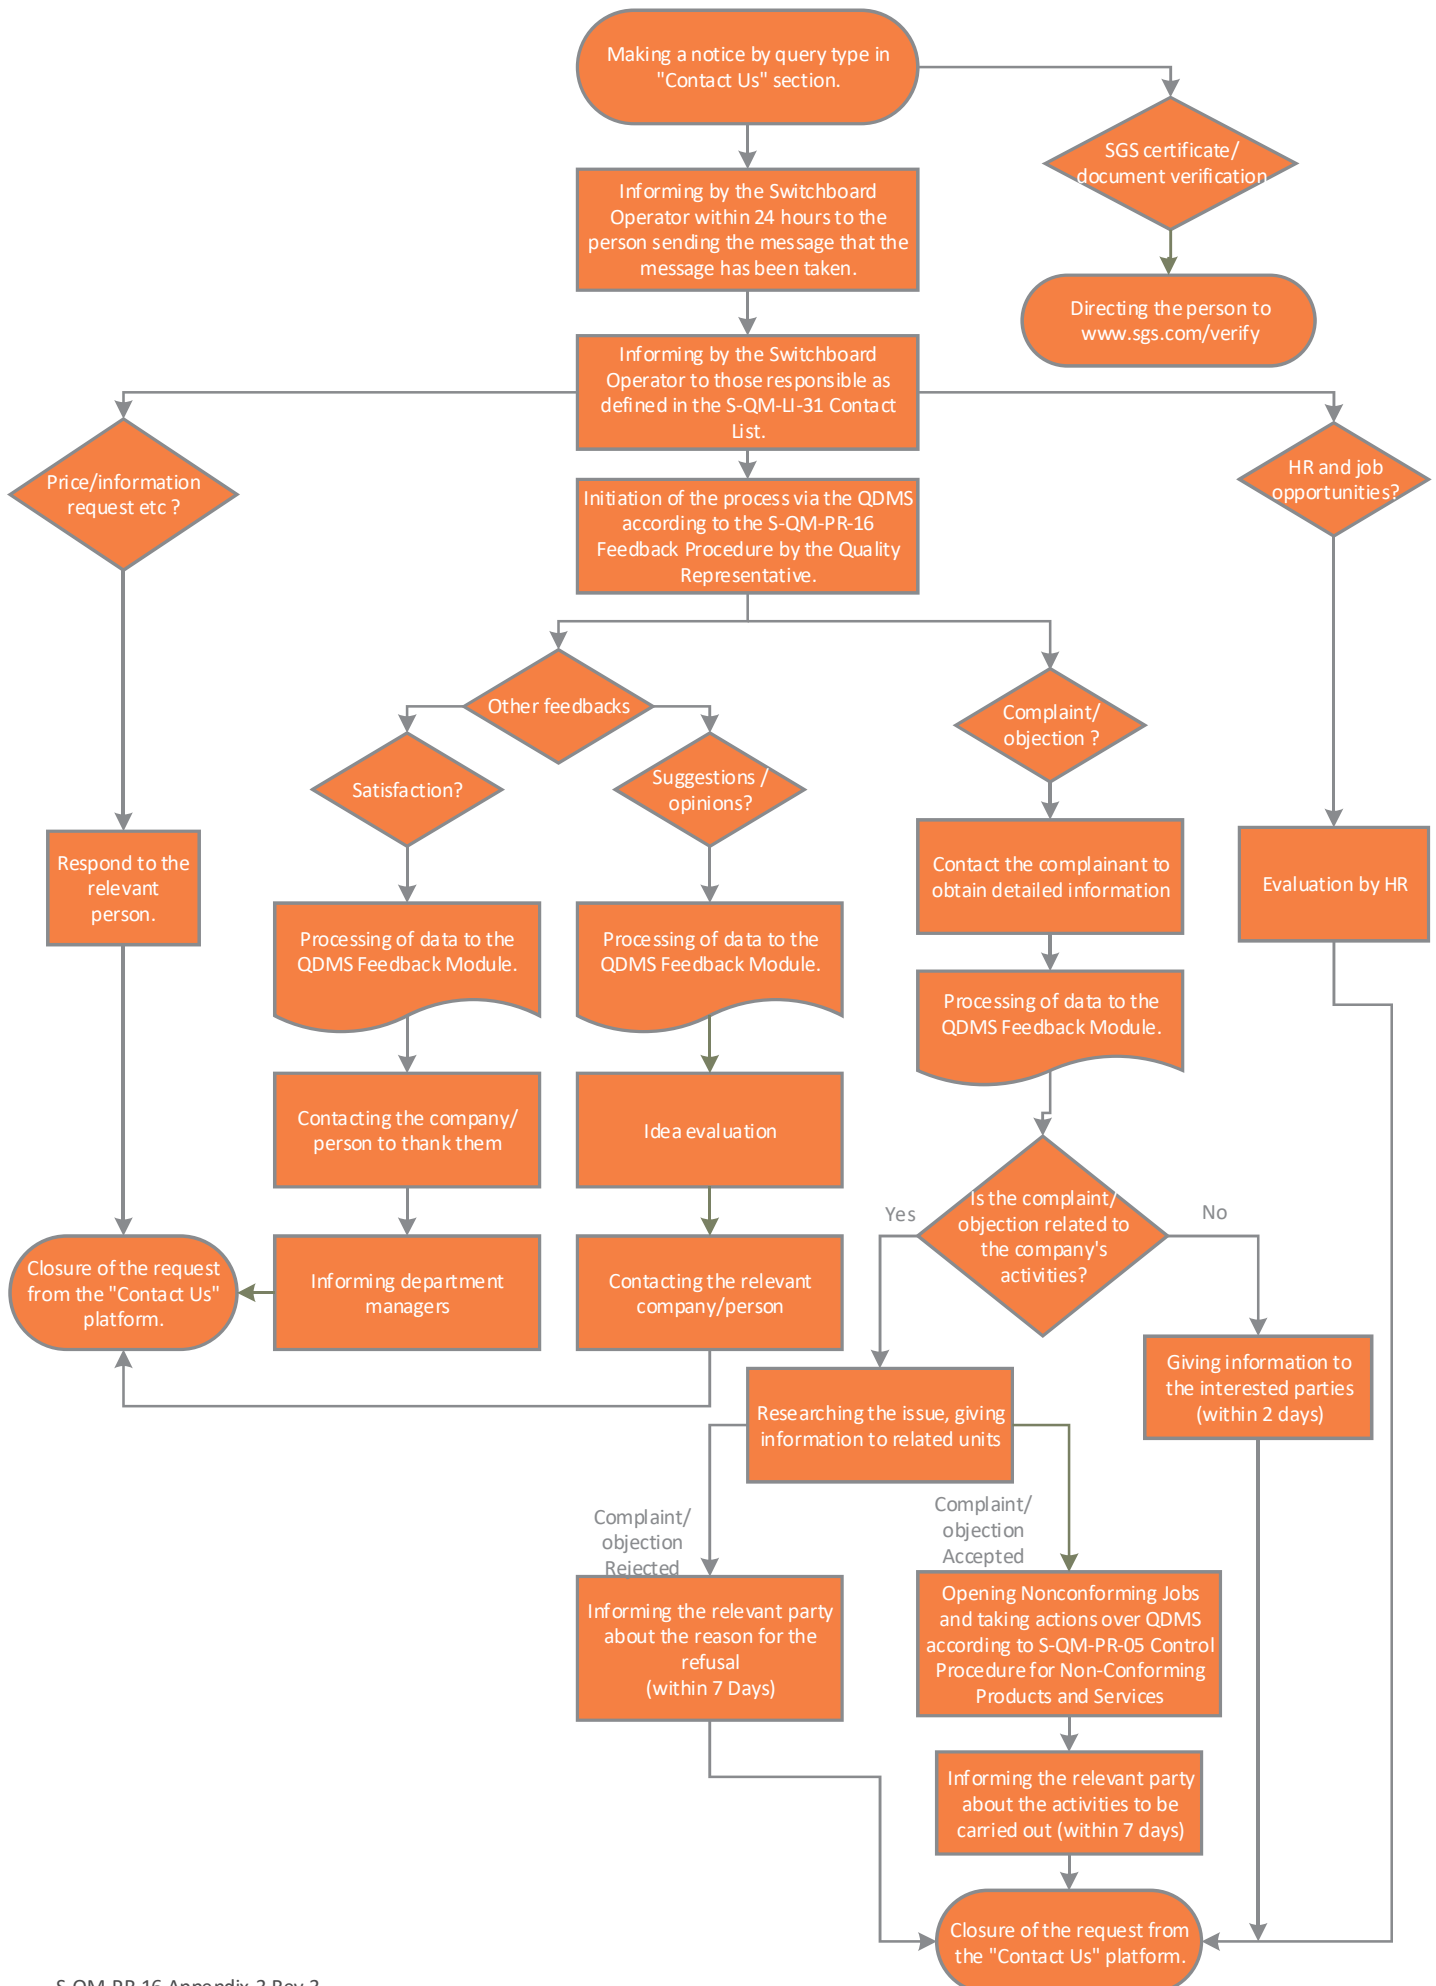 Making a notice by query type in
"Contact Us" section.
SGS certificate/
document verification
Informing by the Switchboard
Operator within 24 hours to the
person sending the message that the
message has been taken.
Directing the person to
www.sgs.com/verify
Informing by the Switchboard
Operator to those responsible as
defined in the S-QM-LI-31 Contact
List.
Price/information
request etc ?
HR and job
opportunities?
Initiation of the process via the QDMS
according to the S-QM-PR-16
Feedback Procedure by the Quality
Representative.
Other feedbacks
Complaint/
objection ?
Satisfaction?
Suggestions /
opinions?
Respond to the
relevant
person.
Contact the complainant to
obtain detailed information
Evaluation by HR
Processing of data to the
QDMS Feedback Module.
Processing of data to the
QDMS Feedback Module.
Processing of data to the
QDMS Feedback Module.
Contacting the company/
person to thank them
Idea evaluation
Is the complaint/
objection related to
the company's
activities?
Yes
No
Closure of the request
from the "Contact Us"
platform.
Informing department
managers
Contacting the relevant
company/person
Giving information to
the interested parties
(within 2 days)
Researching the issue, giving
information to related units
Complaint/
objection
Rejected
Complaint/
objection
Accepted
Informing the relevant party
about the reason for the
refusal
(within 7 Days)
Opening Nonconforming Jobs
and taking actions over QDMS
according to S-QM-PR-05 Control
Procedure for Non-Conforming
Products and Services
Informing the relevant party
about the activities to be
carried out (within 7 days)
Closure of the request from
the "Contact Us" platform.
S-QM-PR-16 Appendix-2 Rev.2